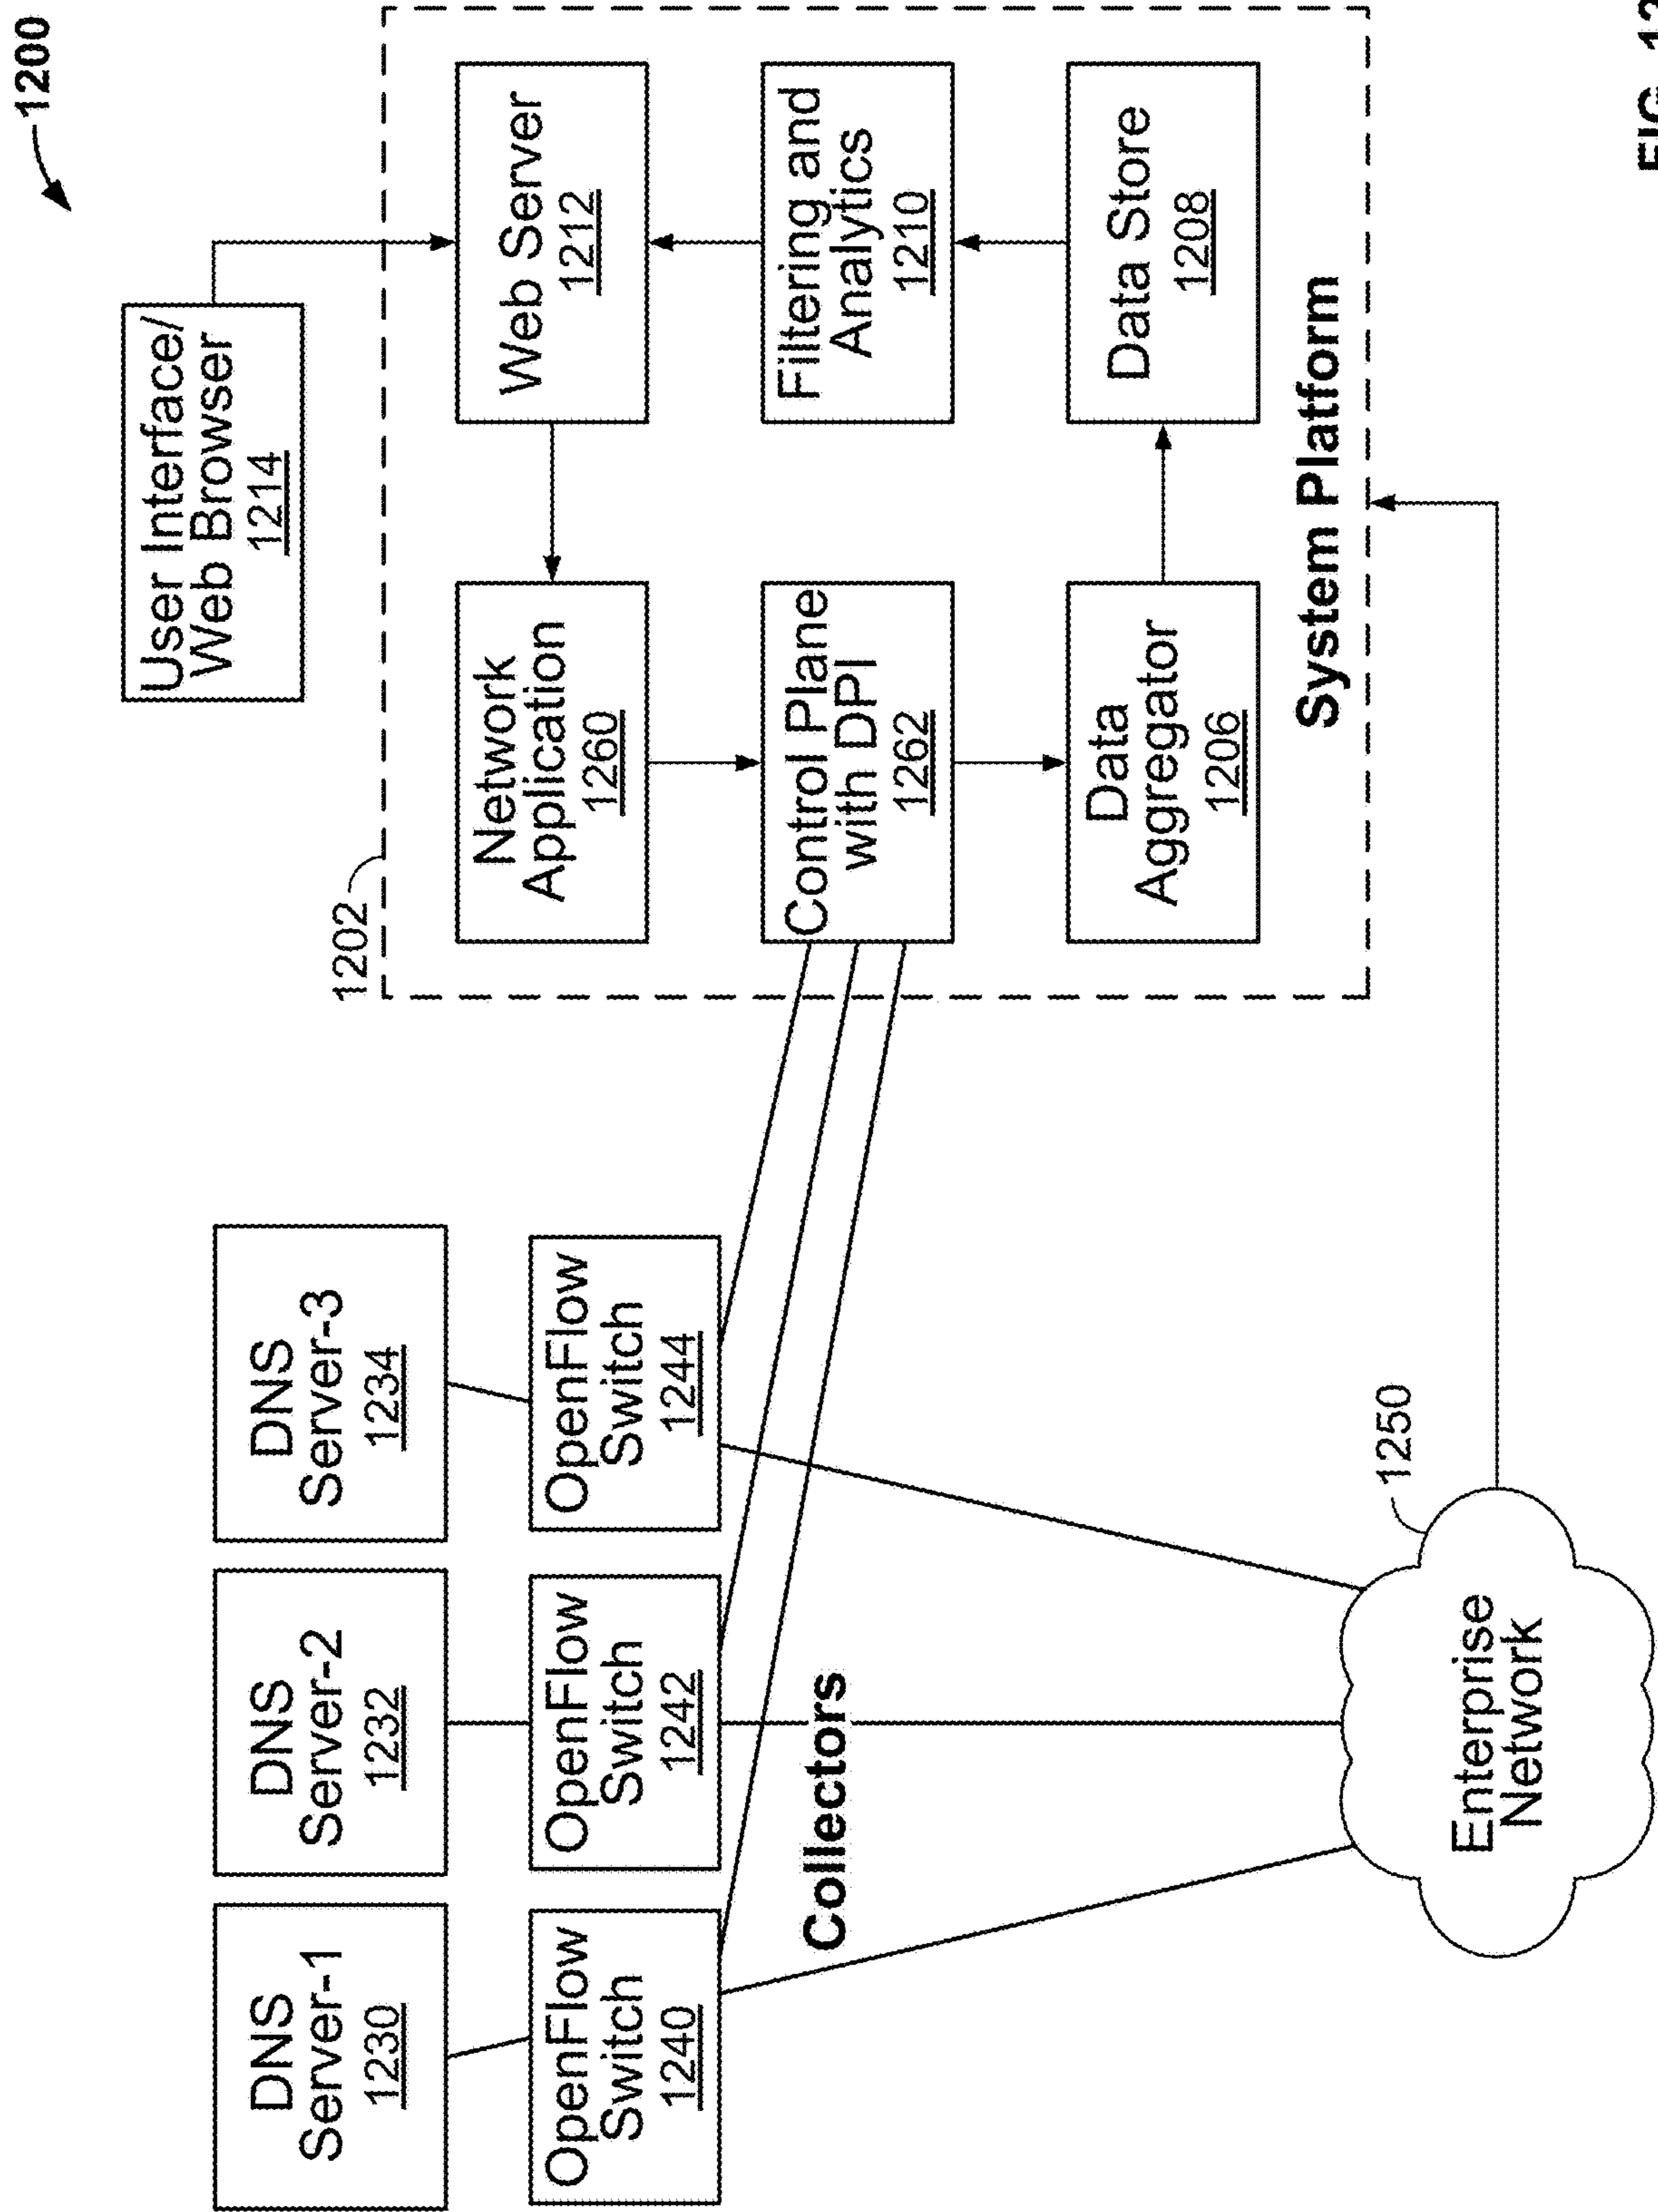 1200
User Interface/
Web Browser
1214
1202
DNS
Server-1
1230
DNS
Server-2
1232
DNS
Server-3
1234
OpenFlow
Switch
1240
OpenFlow
Switch
1242
OpenFlow
Switch
1244
Collectors
Network
Application
1260
Web Server
1212
Control Plane
with DPI
1262
Filtering and
Analytics
1210
Data
Aggregator
1206
Data Store
1208
System Platform
1250
Enterprise
Network